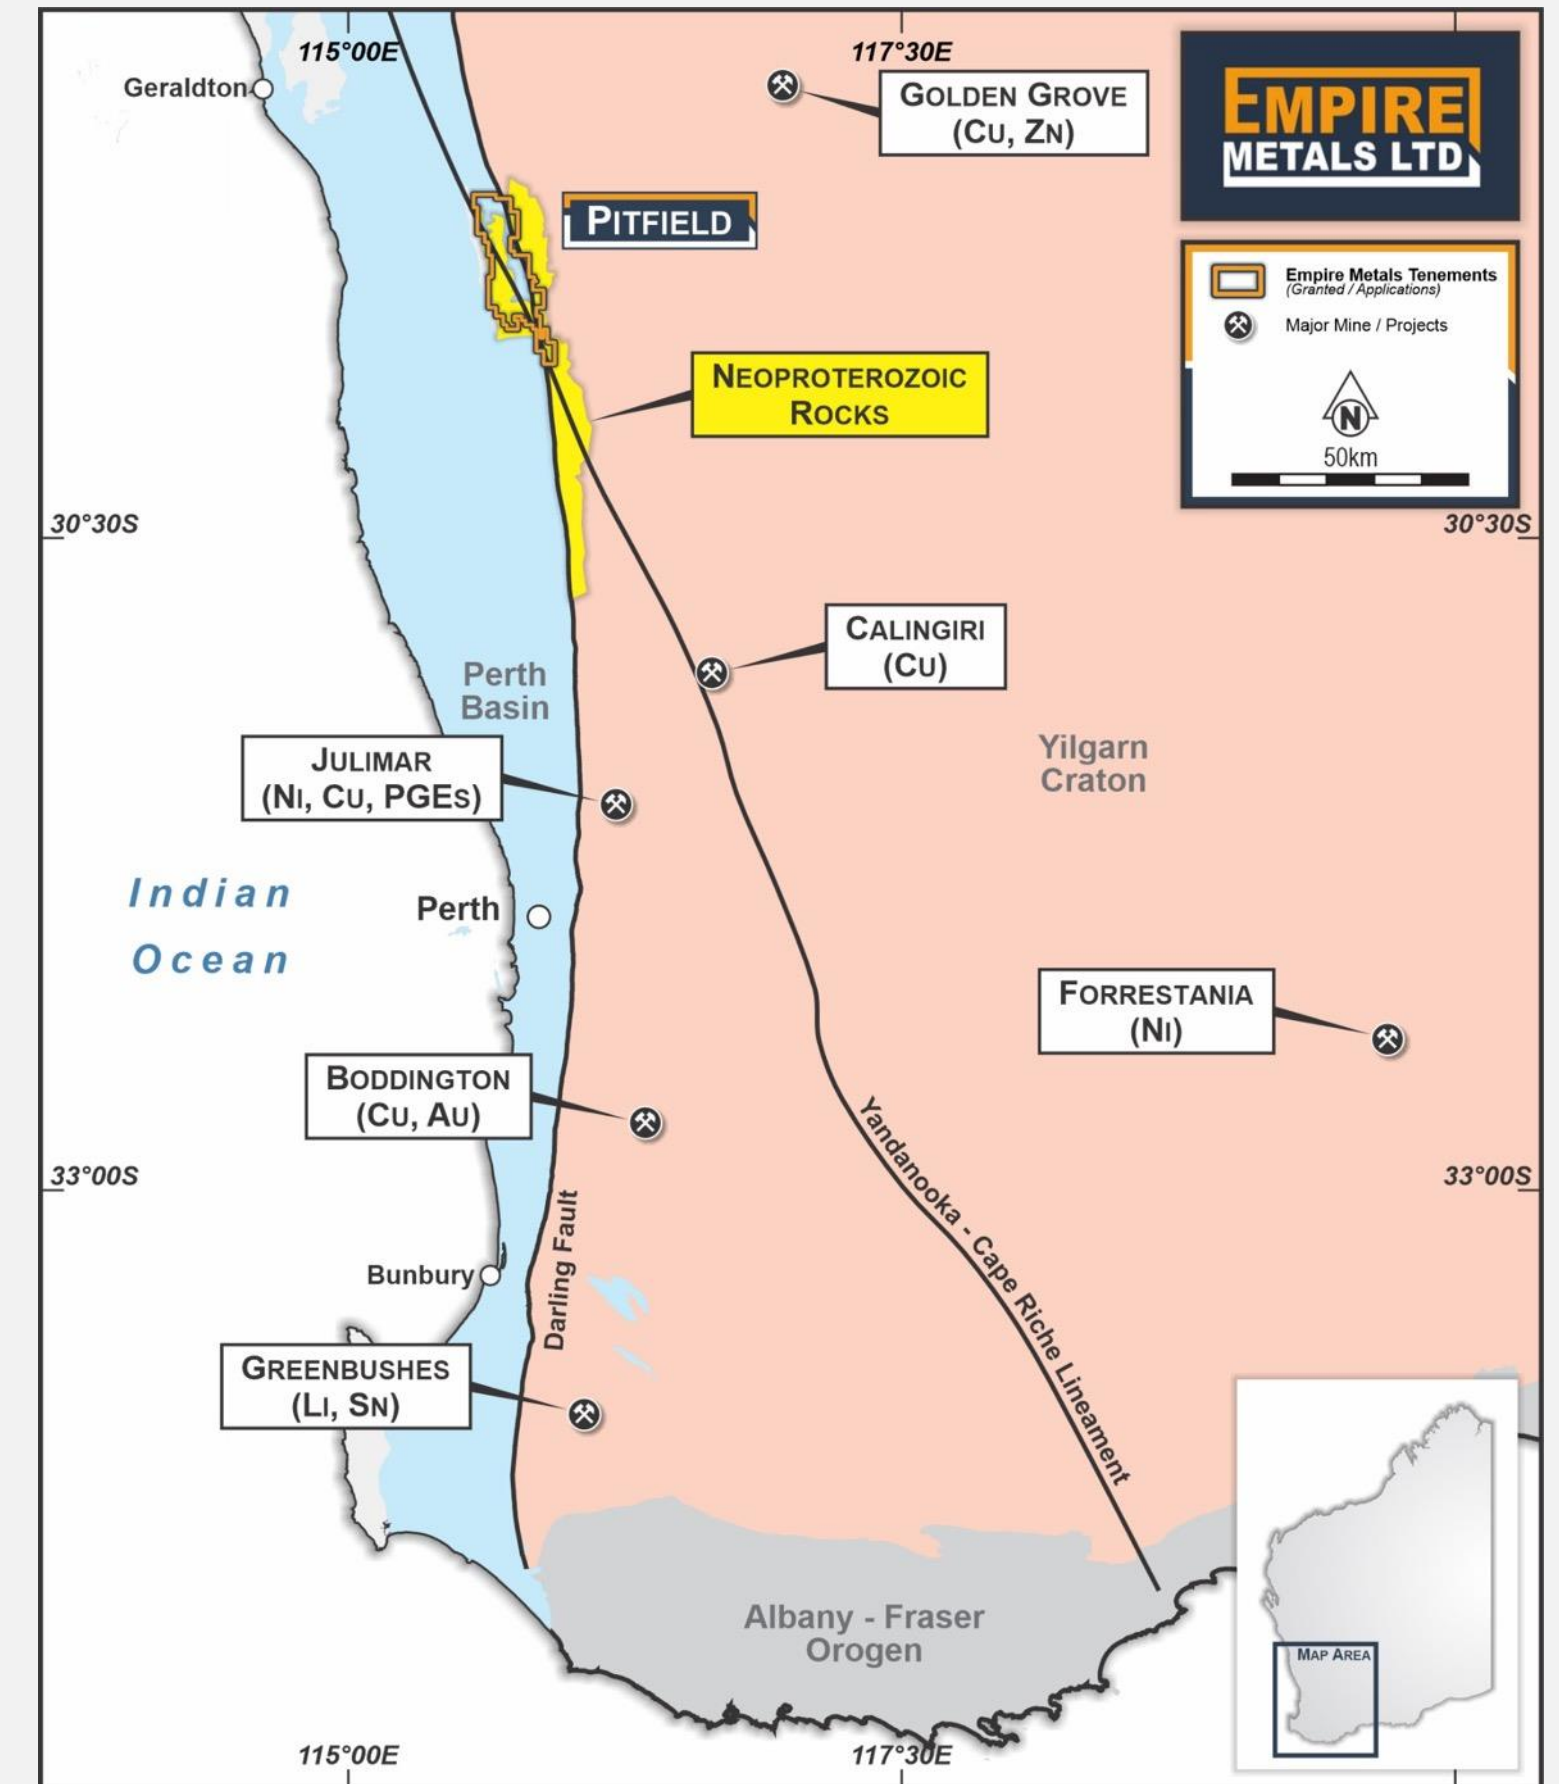 115°00E
117°30E
Geraldton
GOLDEN GROVE
(CU, ZN)
EMPIRE
METALS LTD
PITFIELD
Empire Metals Tenements
(Granted / Applications)
Major Mine / Projects
N
50km
NEOPROTEROZOIC
ROCKS
30°30S
30°30S
CALINGIRI
(CU)
Perth
Basin
Yilgarn
Craton
JULIMAR
(NI, CU, PGES)
Indian
Ocean
Perth
FORRESTANIA
(NI)
BODDINGTON
(CU, AU)
Yandanooka - Cape Riche Lineament
33°00S
33°00S
Darling Fault
Bunbury
GREENBUSHES
(LI, SN)
Albany - Fraser
Orogen
MAP AREA
115°00E
117°30E